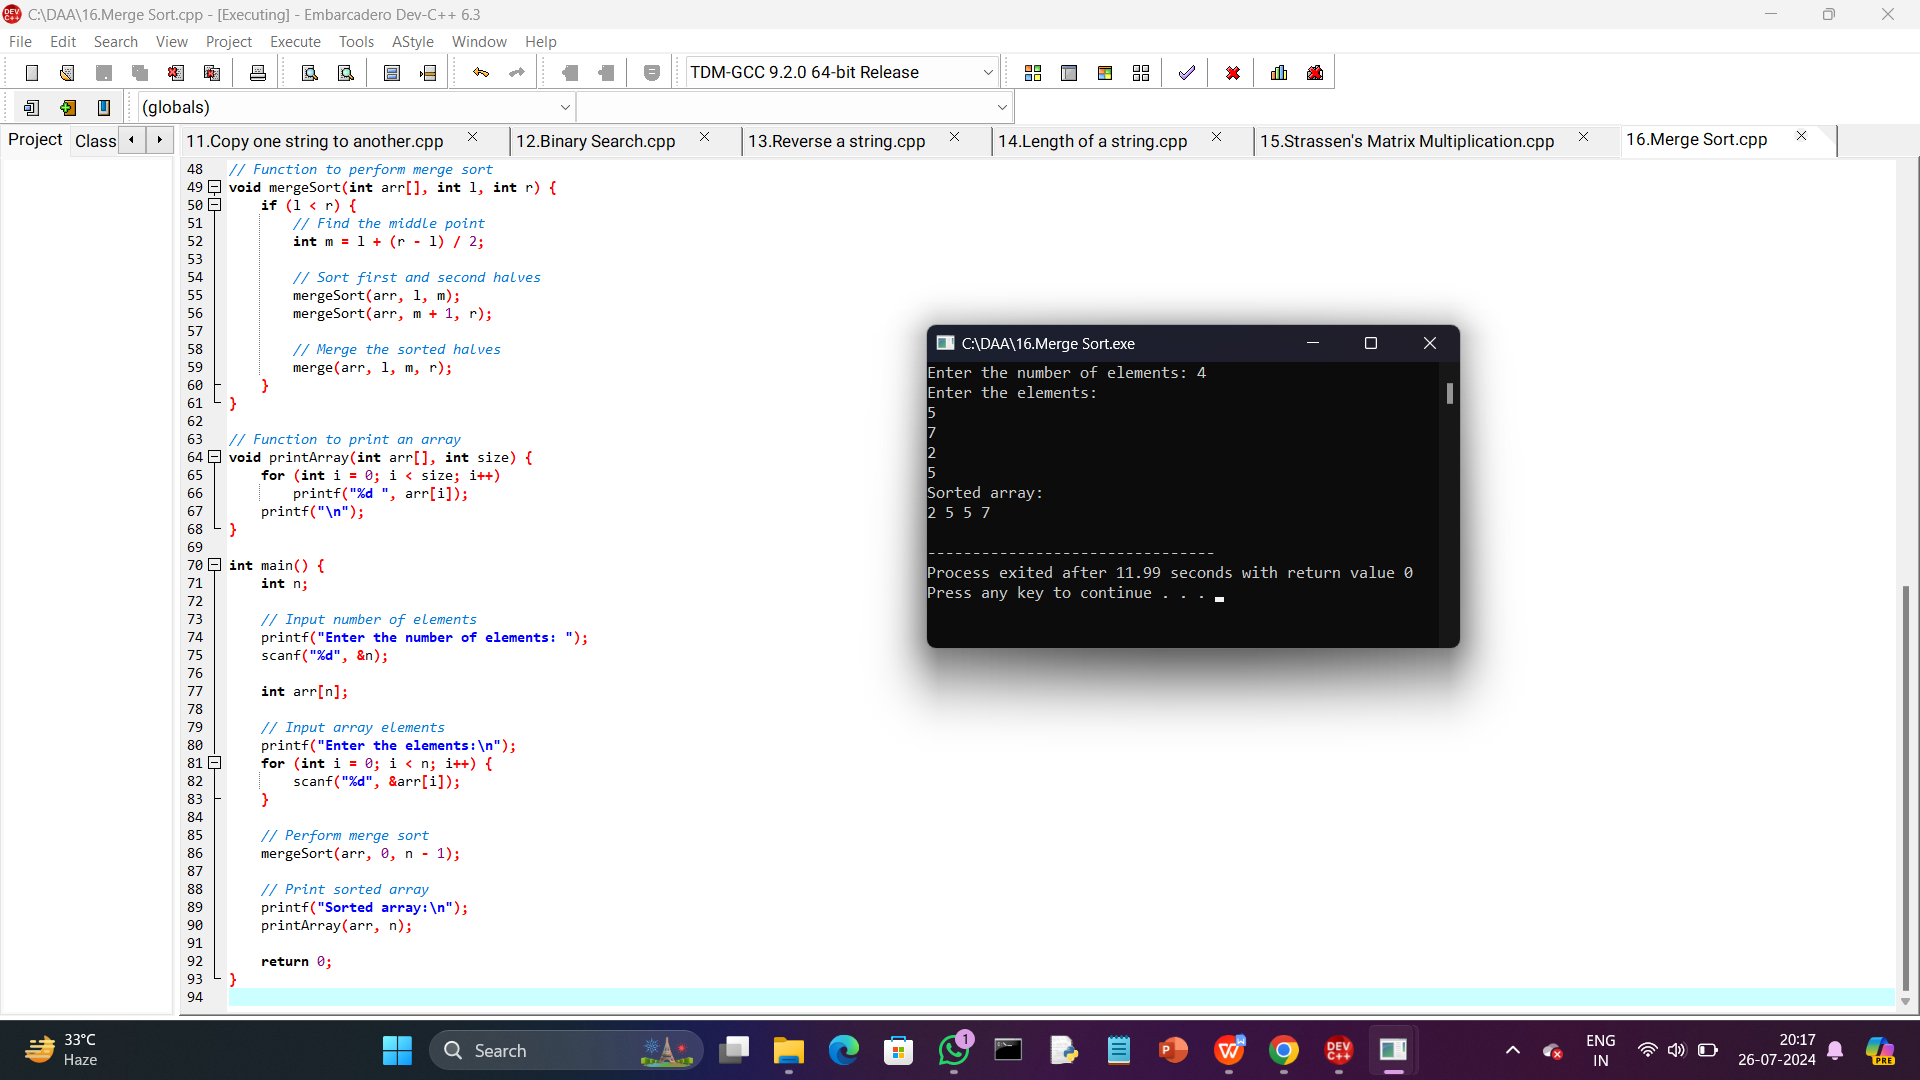 C:\DAA\16.Merge Sort.cpp - [Executing] - Embarcadero Dev-C++ 6.3
File Edit Search View Project Execute Tools AStyle Window Help
TDM-GCC 9.2.0 64-bit Release
(globals)
Project Class 11.Copy one string to another.cpp 12.Binary Search.cpp 13.Reverse a string.cpp 14.Length of a string.cpp 15.Strassen's Matrix Multiplication.cpp 16.Merge Sort.cpp
48 // Function to perform merge sort
49 void mergeSort(int arr[], int l, int r) {
50 if (l < r) {
51 // Find the middle point
52 int m = l + (r - l) / 2;
53
54 // Sort first and second halves
55 mergeSort(arr, l, m);
56 mergeSort(arr, m + 1, r);
57
58 // Merge the sorted halves
59 merge(arr, l, m, r);
60 }
61 }
62
63 // Function to print an array
64 void printArray(int arr[], int size) {
65 for (int i = 0; i < size; i++)
66 printf("%d ", arr[i]);
67 printf("\n");
68 }
69
70 int main() {
71 int n;
72
73 // Input number of elements
74 printf("Enter the number of elements: ");
75 scanf("%d", &n);
76
77 int arr[n];
78
79 // Input array elements
80 printf("Enter the elements:\n");
81 for (int i = 0; i < n; i++) {
82 scanf("%d", &arr[i]);
83 }
84
85 // Perform merge sort
86 mergeSort(arr, 0, n - 1);
87
88 // Print sorted array
89 printf("Sorted array:\n");
90 printArray(arr, n);
91
92 return 0;
93 }
94
C:\DAA\16.Merge Sort.exe
Enter the number of elements: 4
Enter the elements:
5
7
2
5
Sorted array:
2 5 5 7
--------------------------------
Process exited after 11.99 seconds with return value 0
Press any key to continue . . .
33°C
Haze
Search
1
DEV
C++
PRE
ENG
IN
20:17
26-07-2024